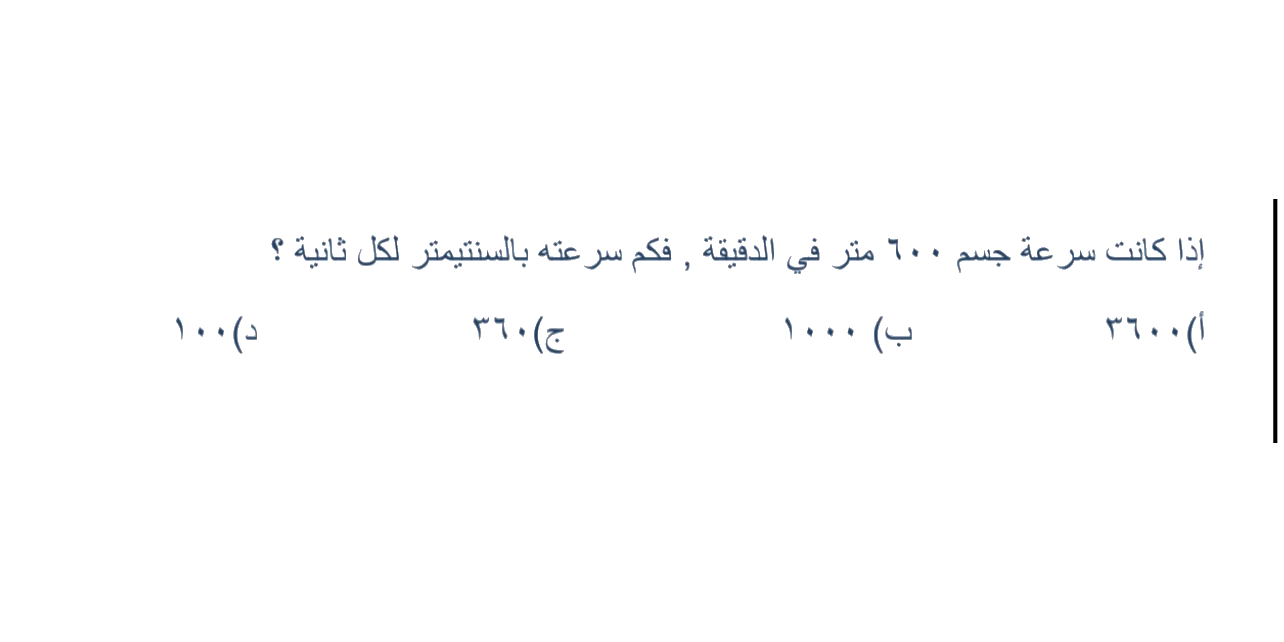 إذا كانت سرعة جسم ٦٠٠ متر في الدقيقة , فكم سرعته بالسنتيمتر لكل ثانية ؟
أ)٣٦٠٠ ب) ١٠٠٠ ج)٣٦٠ د)١٠٠